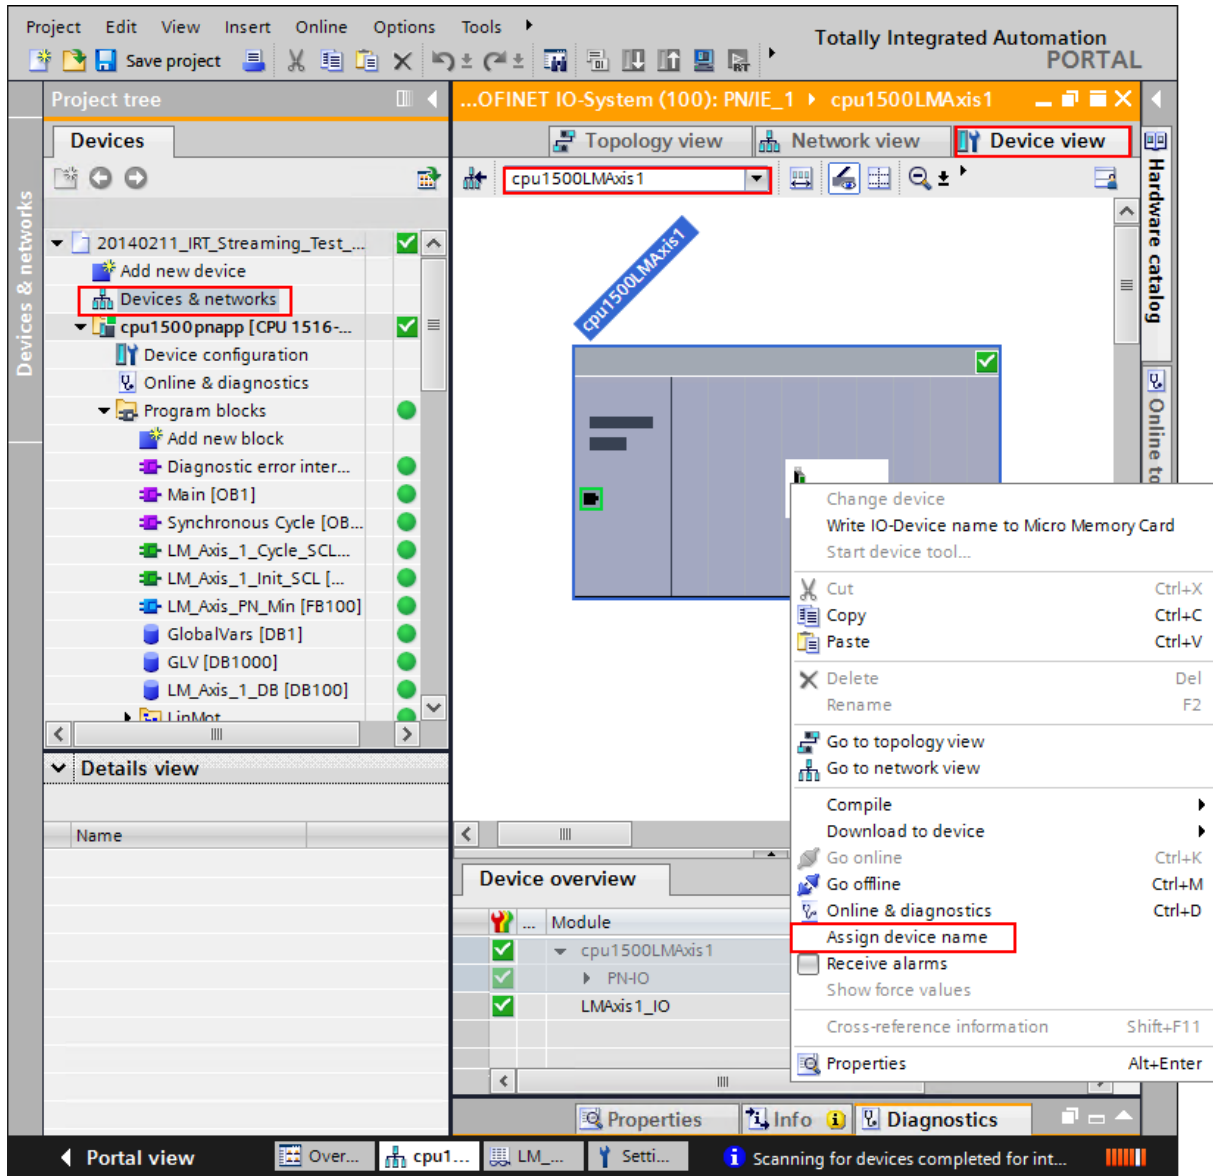 Project Edit View Insert Online Options Tools
Totally Integrated Automation
PORTAL
Save project
Project tree
...OFINET IO-System (100): PN/IE_1 cpu1500LMAxis1
Devices
Topology view Network view Device view
cpu1500LMAxis1
Devices & networks
Hardware catalog
20140211_IRT_Streaming_Test_...
Add new device
Devices & networks
cpu1500pnapp [CPU 1516-...
Device configuration
Online & diagnostics
Program blocks
Add new block
Diagnostic error inter...
Main [OB1]
Synchronous Cycle [OB...
LM_Axis_1_Cycle_SCL...
LM_Axis_1_Init_SCL [...
LM_Axis_PN_Min [FB100]
GlobalVars [DB1]
GLV [DB1000]
LM_Axis_1_DB [DB100]
LinMot
cpu1500LMAxis1
Online to
Change device
Write IO-Device name to Micro Memory Card
Start device tool...
Cut Ctrl+X
Copy Ctrl+C
Paste Ctrl+V
Delete Del
Rename F2
Go to topology view
Go to network view
Compile
Download to device
Go online Ctrl+K
Go offline Ctrl+M
Online & diagnostics Ctrl+D
Assign device name
Receive alarms
Show force values
Cross-reference information Shift+F11
Properties Alt+Enter
Details view
Name
Device overview
... Module
cpu1500LMAxis1
PN-IO
LMAxis1_IO
Properties Info Diagnostics
Portal view Over... cpu1... LM_... Setti... Scanning for devices completed for int...